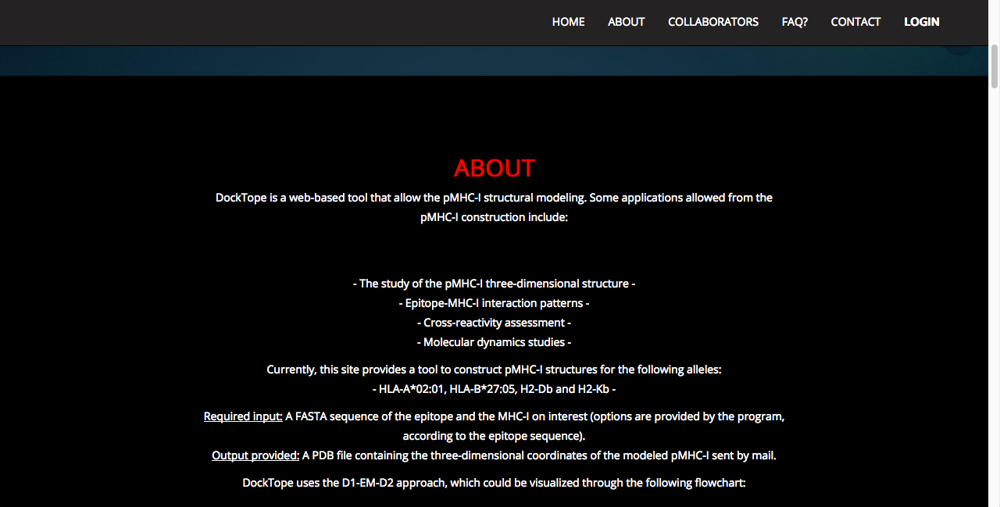 HOME ABOUT COLLABORATORS FAQ? CONTACT LOGIN
ABOUT
DockTope is a web-based tool that allow the pMHC-I structural modeling. Some applications allowed from the
pMHC-I construction include:
- The study of the pMHC-I three-dimensional structure -
- Epitope-MHC-I interaction patterns -
- Cross-reactivity assessment -
- Molecular dynamics studies -
Currently, this site provides a tool to construct pMHC-I structures for the following alleles:
- HLA-A*02:01, HLA-B*27:05, H2-Db and H2-Kb -
Required input: A FASTA sequence of the epitope and the MHC-I on interest (options are provided by the program,
according to the epitope sequence).
Output provided: A PDB file containing the three-dimensional coordinates of the modeled pMHC-I sent by mail.
DockTope uses the D1-EM-D2 approach, which could be visualized through the following flowchart: